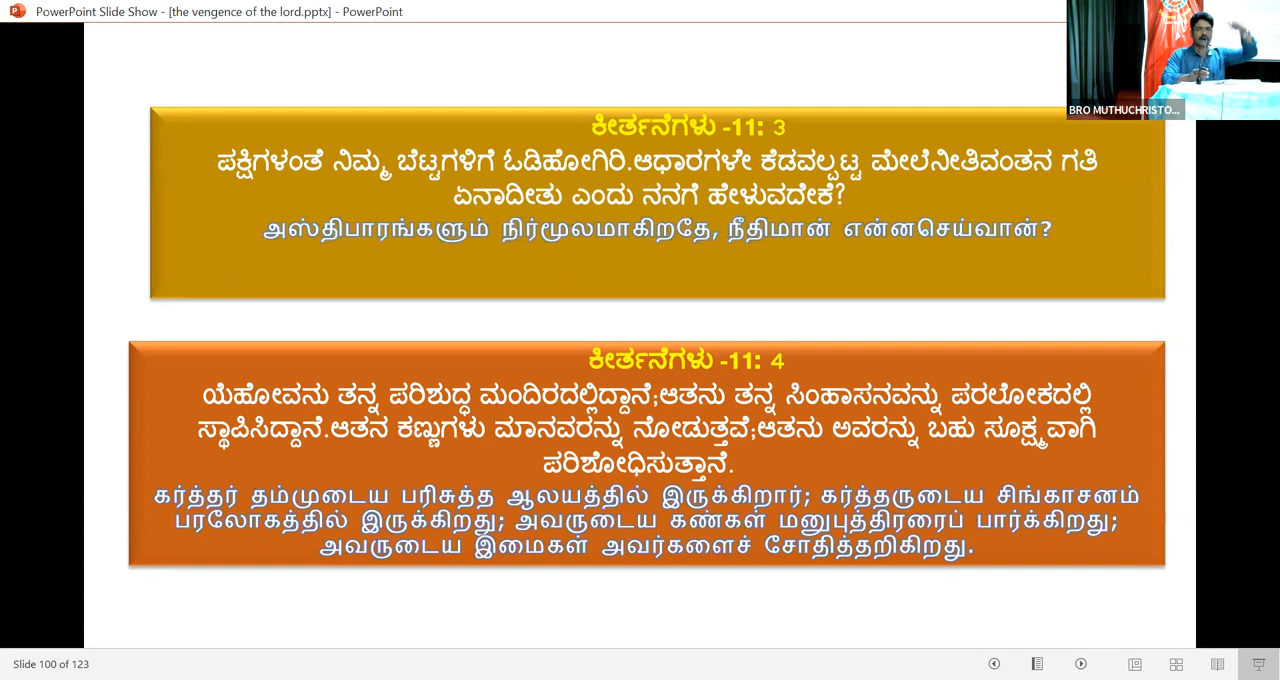 PowerPoint Slide Show - [the vengence of the lord.pptx] - PowerPoint
BRO MUTHUCHRISTO...
ಕೀರ್ತನೆಗಳು -11: 3
ಪಕ್ಷಿಗಳಂತೆ ನಿಮ್ಮ ಬೆಟ್ಟಗಳಿಗೆ ಓಡಿಹೋಗಿರಿ.ಆಧಾರಗಳೇ ಕೆಡವಲ್ಪಟ್ಟ ಮೇಲೆನೀತಿವಂತನ ಗತಿ
ಏನಾದೀತು ಎಂದು ನನಗೆ ಹೇಳುವದೇಕೆ?
அஸ்திபாரங்களும் நிர்மூலமாகிறதே, நீதிமான் என்னசெய்வான்?
ಕೀರ್ತನೆಗಳು -11: 4
ಯೆಹೋವನು ತನ್ನ ಪರಿಶುದ್ಧ ಮಂದಿರದಲ್ಲಿದ್ದಾನೆ;ಆತನು ತನ್ನ ಸಿಂಹಾಸನವನ್ನು ಪರಲೋಕದಲ್ಲಿ
ಸ್ಥಾಪಿಸಿದ್ದಾನೆ.ಆತನ ಕಣ್ಣುಗಳು ಮಾನವರನ್ನು ನೋಡುತ್ತವೆ;ಆತನು ಅವರನ್ನು ಬಹು ಸೂಕ್ಷ್ಮವಾಗಿ
ಪರಿಶೋಧಿಸುತ್ತಾನೆ.
கர்த்தர் தம்முடைய பரிசுத்த ஆலயத்தில் இருக்கிறார்; கர்த்தருடைய சிங்காசனம்
பரலோகத்தில் இருக்கிறது; அவருடைய கண்கள் மனுபுத்திரரைப் பார்க்கிறது;
அவருடைய இமைகள் அவர்களைச் சோதித்தறிகிறது.
Slide 100 of 123